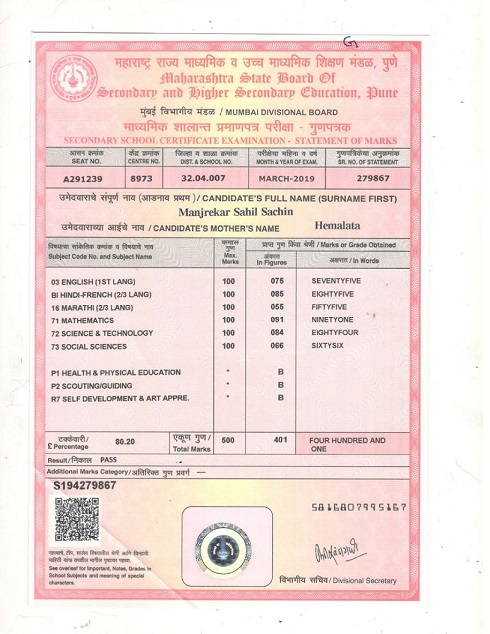 G
महाराष्ट्र राज्य माध्यमिक व उच्च माध्यमिक शिक्षण मंडळ, पुणे
Maharashtra State Board Of
Secondary and Higher Secondary Education, Pune
मुंबई विभागीय मंडळ / MUMBAI DIVISIONAL BOARD
माध्यमिक शालान्त प्रमाणपत्र परीक्षा - गुणपत्रक
SECONDARY SCHOOL CERTIFICATE EXAMINATION - STATEMENT OF MARKS
आसन क्रमांक केंद्र क्रमांक जिल्हा व शाळा क्रमांक परीक्षेचा महिना व वर्ष गुणपत्रिकेचा अनुक्रमांक
SEAT NO. CENTRE NO. DIST. & SCHOOL NO. MONTH & YEAR OF EXAM. SR. NO. OF STATEMENT
A291239 8973 32.04.007 MARCH-2019 279867
उमेदवाराचे संपूर्ण नाव (आडनाव प्रथम) / CANDIDATE'S FULL NAME (SURNAME FIRST)
Manjrekar Sahil Sachin
उमेदवाराच्या आईचे नाव / CANDIDATE'S MOTHER'S NAME Hemalata
विषयाचा सांकेतिक क्रमांक व विषयाचे नाव कमाल गुण प्राप्त गुण किंवा श्रेणी / Marks or Grade Obtained
Subject Code No. and Subject Name Max. Marks अंकात In Figures अक्षरात / In Words
03 ENGLISH (1ST LANG) 100 075 SEVENTYFIVE
BI HINDI-FRENCH (2/3 LANG) 100 085 EIGHTYFIVE
16 MARATHI (2/3 LANG) 100 055 FIFTYFIVE
71 MATHEMATICS 100 091 NINETYONE
72 SCIENCE & TECHNOLOGY 100 084 EIGHTYFOUR
73 SOCIAL SCIENCES 100 066 SIXTYSIX
P1 HEALTH & PHYSICAL EDUCATION * B
P2 SCOUTING/GUIDING * B
R7 SELF DEVELOPMENT & ART APPRE. * B
टक्केवारी / £ Percentage 80.20 एकूण गुण / Total Marks 500 401 FOUR HUNDRED AND
ONE
Result/निकाल PASS
Additional Marks Category/अतिरिक्त गुण प्रवर्ग —
S194279867
5816807995167
See overleaf for Important, Notes, Grades in
School Subjects and meaning of special
characters.
विभागीय सचिव / Divisional Secretary